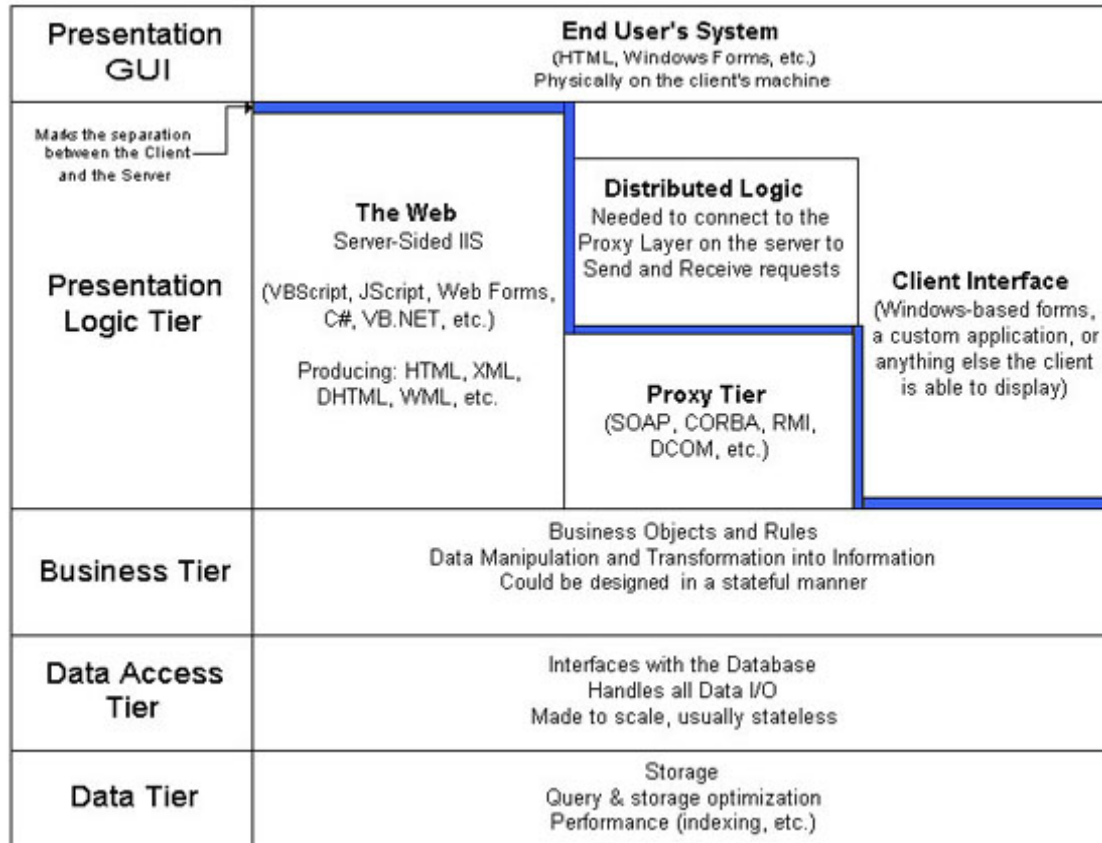 Presentation
GUI
End User's System
(HTML, Windows Forms, etc.)
Physically on the client's machine
Marks the separation
between the Client
and the Server
Presentation
Logic Tier
The Web
Server-Sided IIS
(VBScript, JScript, Web Forms,
C#, VB.NET, etc.)
Producing: HTML, XML,
DHTML, WML, etc.
Distributed Logic
Needed to connect to the
Proxy Layer on the server to
Send and Receive requests
Proxy Tier
(SOAP, CORBA, RMI,
DCOM, etc.)
Client Interface
(Windows-based forms,
a custom application, or
anything else the client
is able to display)
Business Tier
Business Objects and Rules
Data Manipulation and Transformation into Information
Could be designed in a stateful manner
Data Access
Tier
Interfaces with the Database
Handles all Data I/O
Made to scale, usually stateless
Data Tier
Storage
Query & storage optimization
Performance (indexing, etc.)